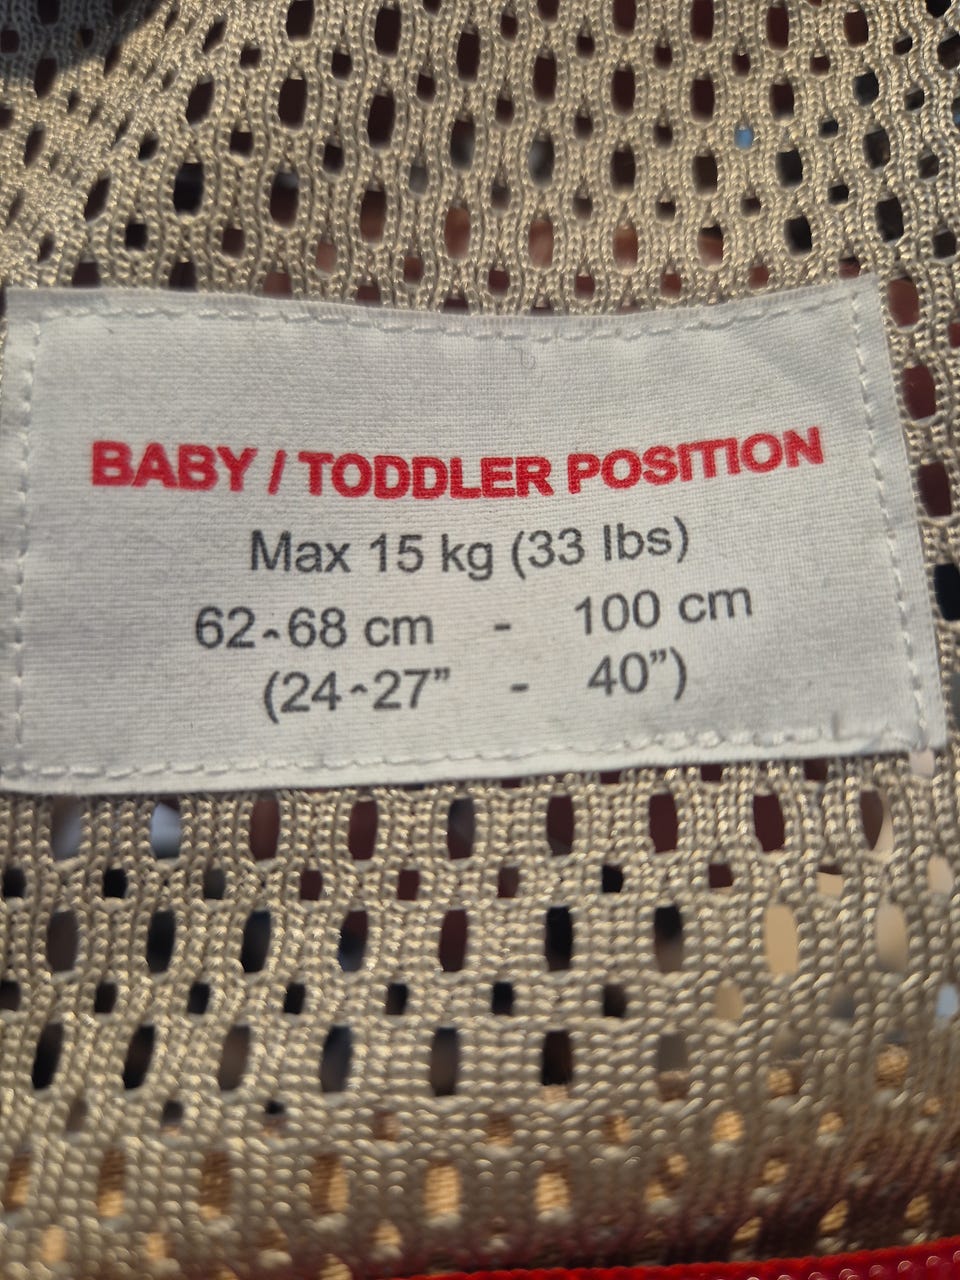 BABY / TODDLER POSITION
Max 15 kg (33 lbs)
62~68 cm - 100 cm
(24~27" - 40")